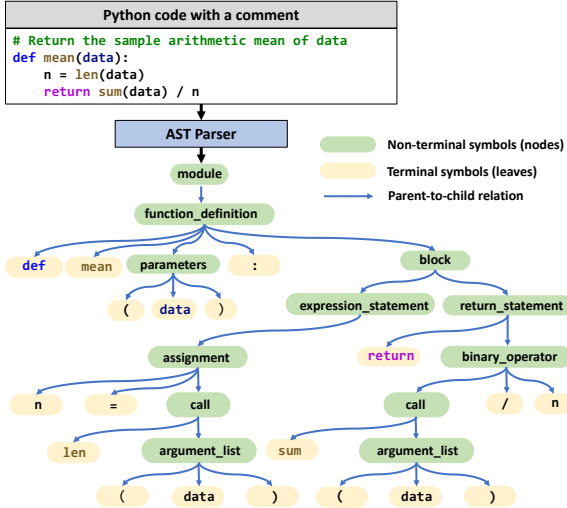 Python code with a comment
# Return the sample arithmetic mean of data
def mean(data):
    n = len(data)
    return sum(data) / n
AST Parser
Non-terminal symbols (nodes)
Terminal symbols (leaves)
Parent-to-child relation
module
function_definition
def mean parameters : block
( data ) expression_statement return_statement
assignment return binary_operator
n = call call / n
len argument_list sum argument_list
( data ) ( data )